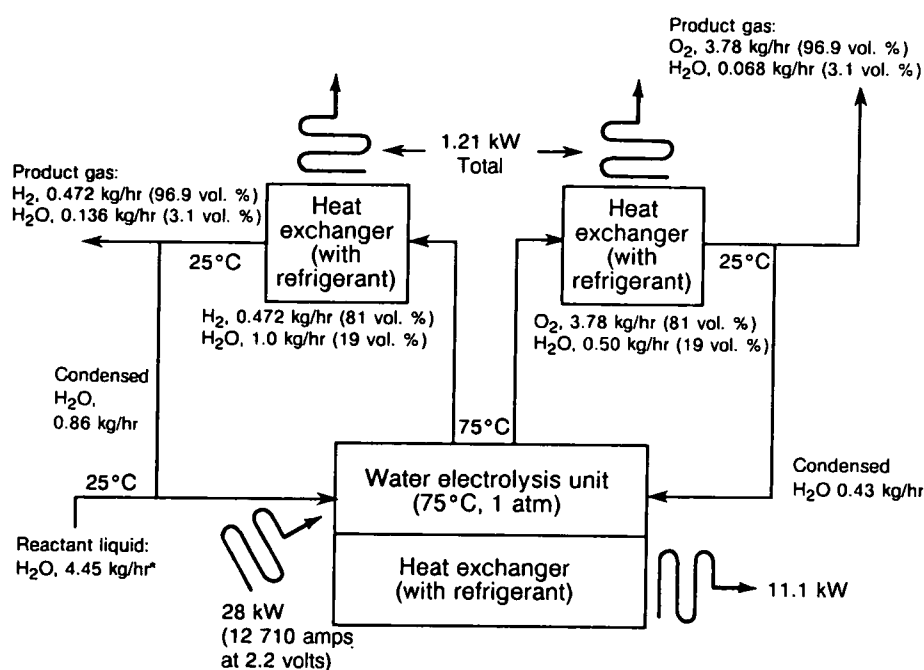 Product gas:
O₂, 3.78 kg/hr (96.9 vol. %)
H₂O, 0.068 kg/hr (3.1 vol. %)
1.21 kW
Total
Product gas:
H₂, 0.472 kg/hr (96.9 vol. %)
H₂O, 0.136 kg/hr (3.1 vol. %)
Heat
exchanger
(with
refrigerant)
Heat
exchanger
(with
refrigerant)
25°C
25°C
H₂, 0.472 kg/hr (81 vol. %)
H₂O, 1.0 kg/hr (19 vol. %)
O₂, 3.78 kg/hr (81 vol. %)
H₂O, 0.50 kg/hr (19 vol. %)
Condensed
H₂O,
0.86 kg/hr
75°C
25°C
Water electrolysis unit
(75°C, 1 atm)
Condensed
H₂O 0.43 kg/hr
Reactant liquid:
H₂O, 4.45 kg/hr*
Heat exchanger
(with refrigerant)
11.1 kW
28 kW
(12 710 amps
at 2.2 volts)